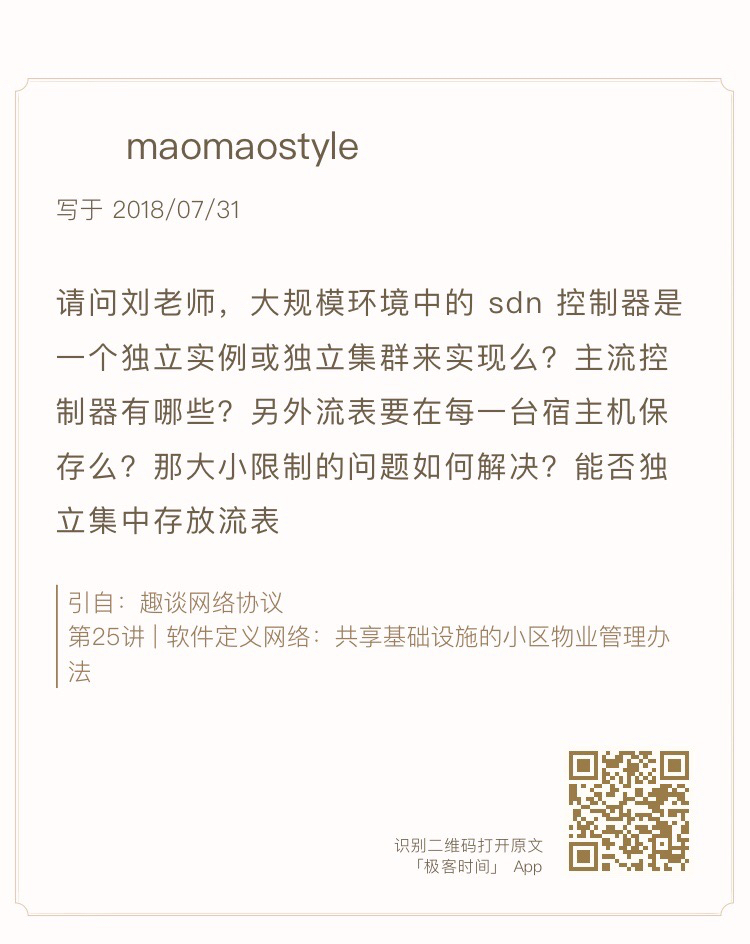 maomaostyle
写于 2018/07/31
请问刘老师，大规模环境中的 sdn 控制器是
一个独立实例或独立集群来实现么？主流控
制器有哪些？另外流表要在每一台宿主机保
存么？那大小限制的问题如何解决？能否独
立集中存放流表
引自：趣谈网络协议
第25讲 | 软件定义网络：共享基础设施的小区物业管理办
法
识别二维码打开原文
「极客时间」 App